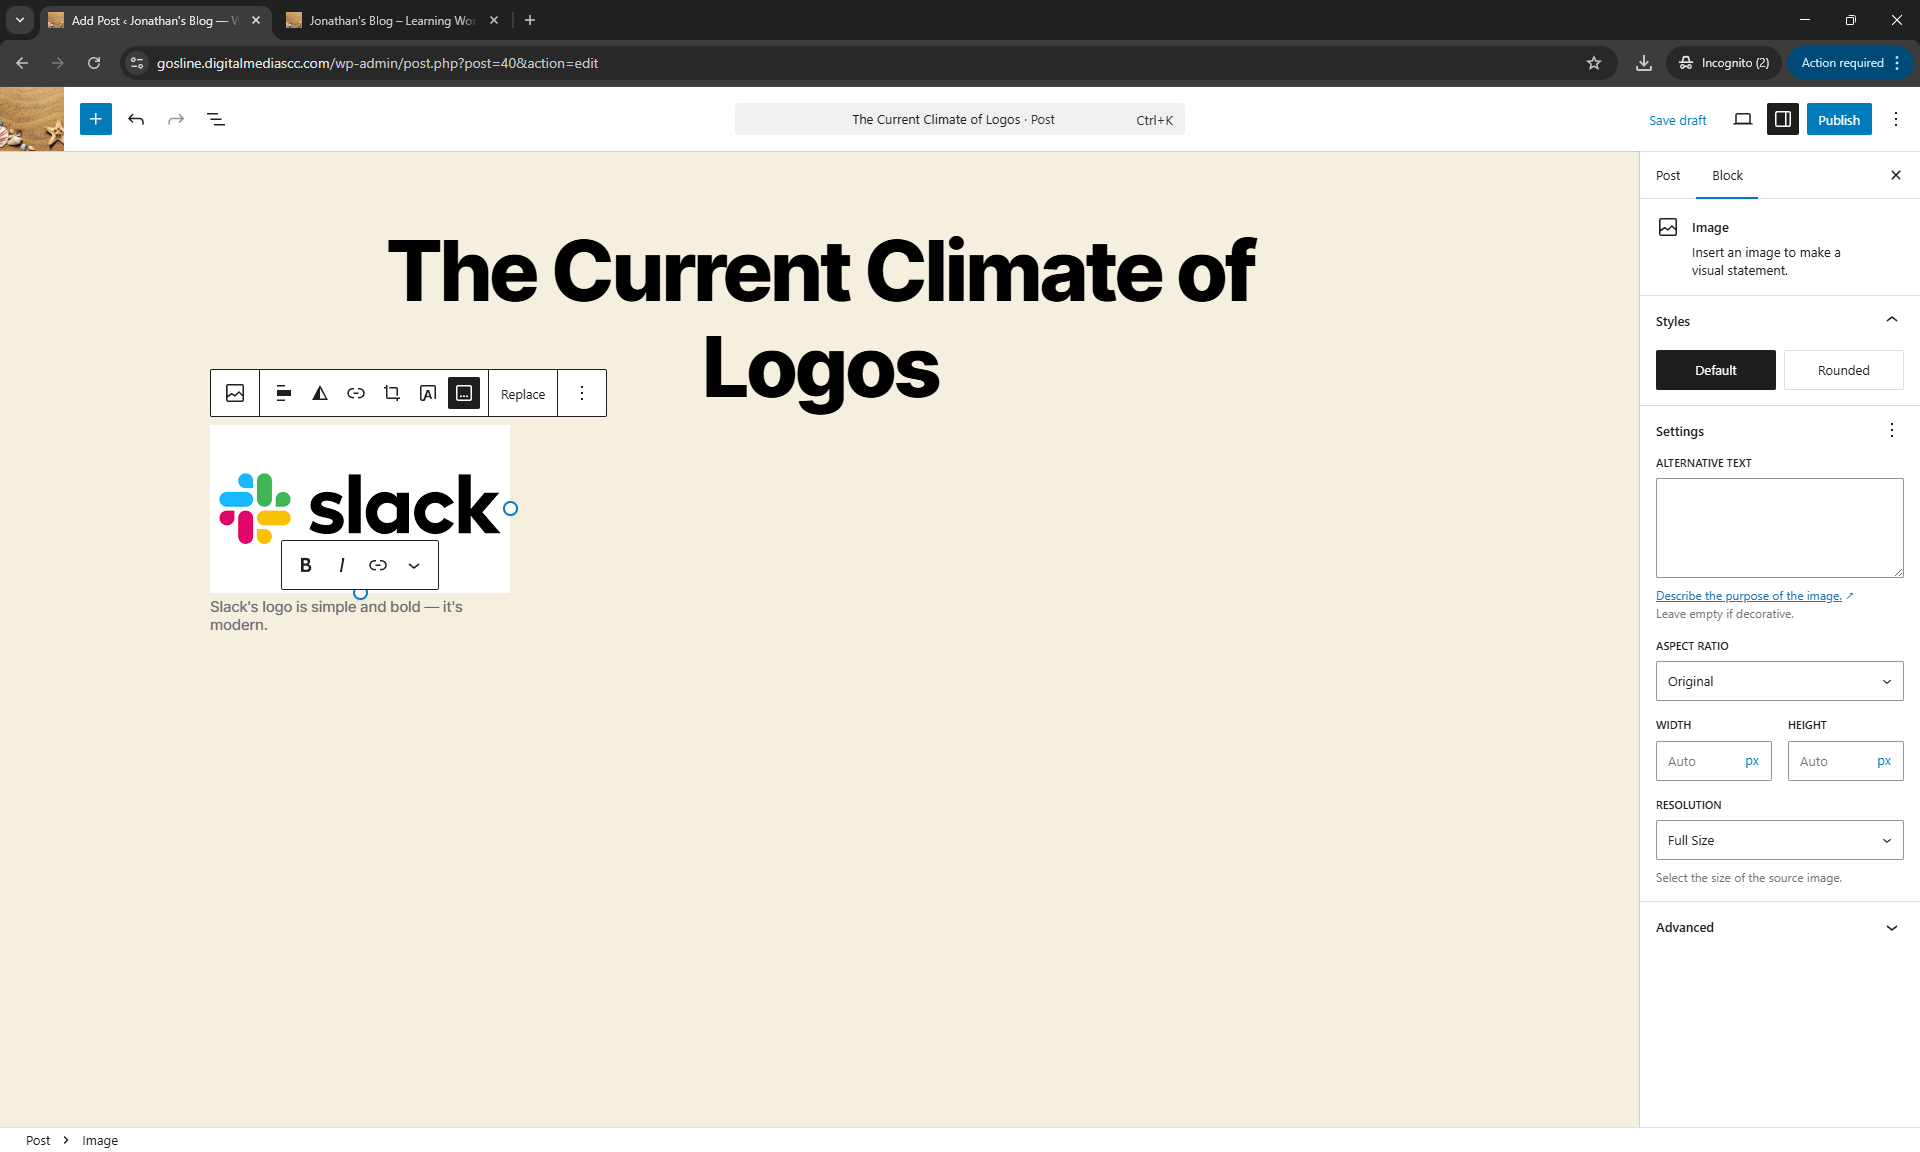 Add Post ‹ Jonathan's Blog — W
Jonathan's Blog – Learning Wor
gosline.digitalmediascc.com/wp-admin/post.php?post=40&action=edit
Incognito (2)
Action required
The Current Climate of Logos · Post
Ctrl+K
Save draft
Publish
Post
Block
Image
Insert an image to make a
visual statement.
Styles
Default
Rounded
Settings
ALTERNATIVE TEXT
Describe the purpose of the image. ↗
Leave empty if decorative.
ASPECT RATIO
Original
WIDTH
HEIGHT
Auto px
Auto px
RESOLUTION
Full Size
Select the size of the source image.
Advanced
The Current Climate of
Logos
Replace
slack
B I
Slack's logo is simple and bold — it's
modern.
Post › Image